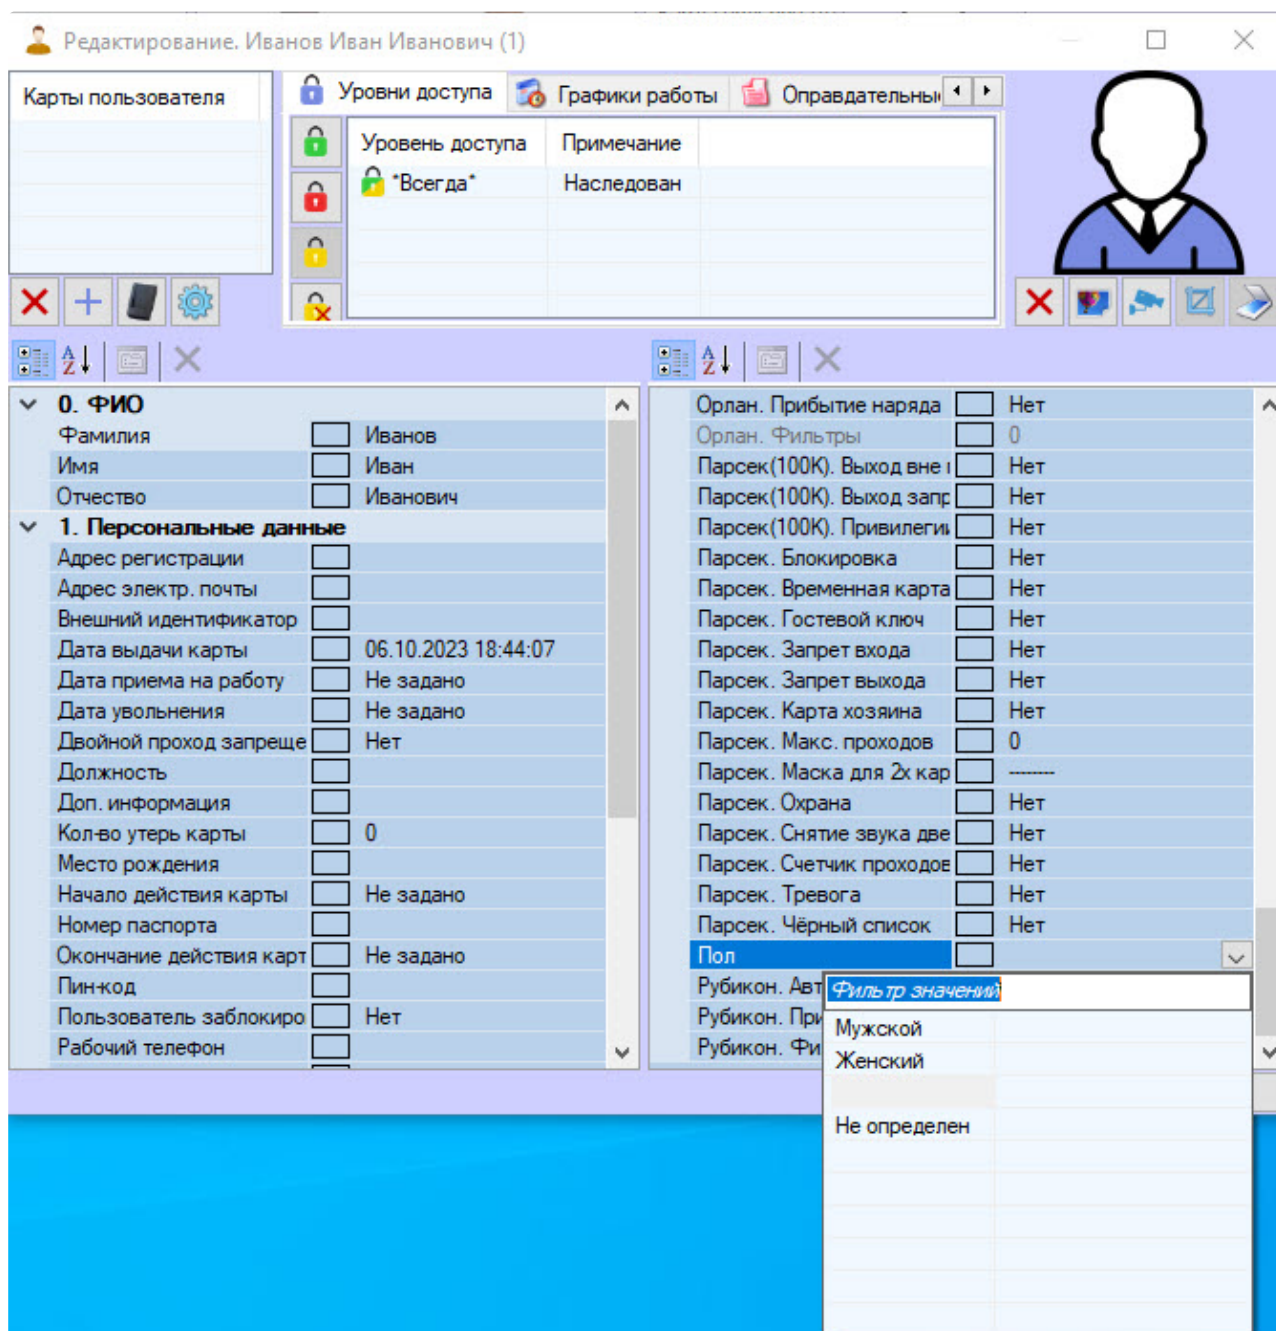 Редактирование. Иванов Иван Иванович (1)
Карты пользователя
Уровни доступа
Графики работы
Оправдательны
Уровень доступа Примечание
*Всегда* Наследован
0. ФИО
Фамилия Иванов
Имя Иван
Отчество Иванович
1. Персональные данные
Адрес регистрации
Адрес электр. почты
Внешний идентификатор
Дата выдачи карты 06.10.2023 18:44:07
Дата приема на работу Не задано
Дата увольнения Не задано
Двойной проход запреще Нет
Должность
Доп. информация
Кол-во утерь карты 0
Место рождения
Начало действия карты Не задано
Номер паспорта
Окончание действия карт Не задано
Пин-код
Пользователь заблокиро Нет
Рабочий телефон
Орлан. Прибытие наряда Нет
Орлан. Фильтры 0
Парсек(100К). Выход вне Нет
Парсек(100К). Выход запр Нет
Парсек(100К). Привилеги Нет
Парсек. Блокировка Нет
Парсек. Временная карта Нет
Парсек. Гостевой ключ Нет
Парсек. Запрет входа Нет
Парсек. Запрет выхода Нет
Парсек. Карта хозяина Нет
Парсек. Макс. проходов 0
Парсек. Маска для 2х кар --------
Парсек. Охрана Нет
Парсек. Снятие звука две Нет
Парсек. Счетчик проходов Нет
Парсек. Тревога Нет
Парсек. Чёрный список Нет
Пол
Рубикон. Авт
Рубикон. При
Рубикон. Фи
Фильтр значений
Мужской
Женский
Не определен